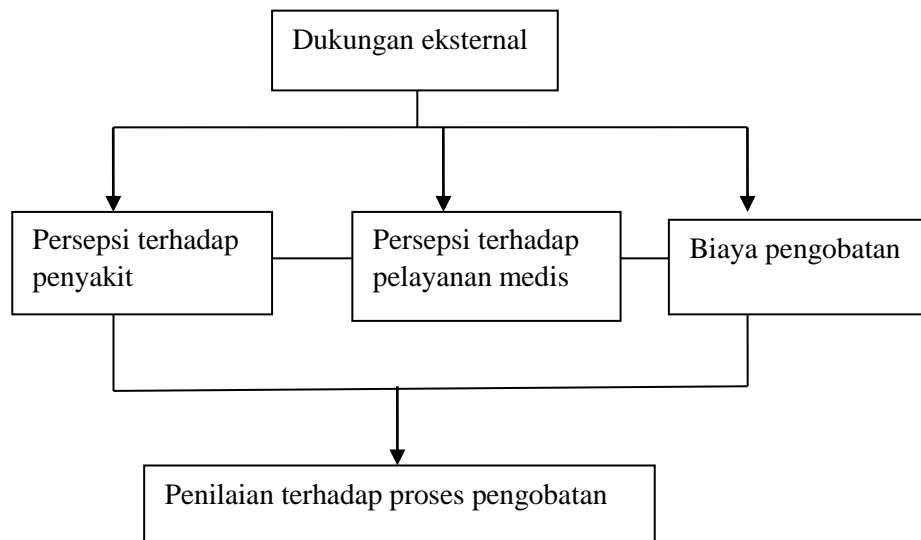 Dukungan eksternal
Persepsi terhadap
penyakit
Persepsi terhadap
pelayanan medis
Biaya pengobatan
Penilaian terhadap proses pengobatan